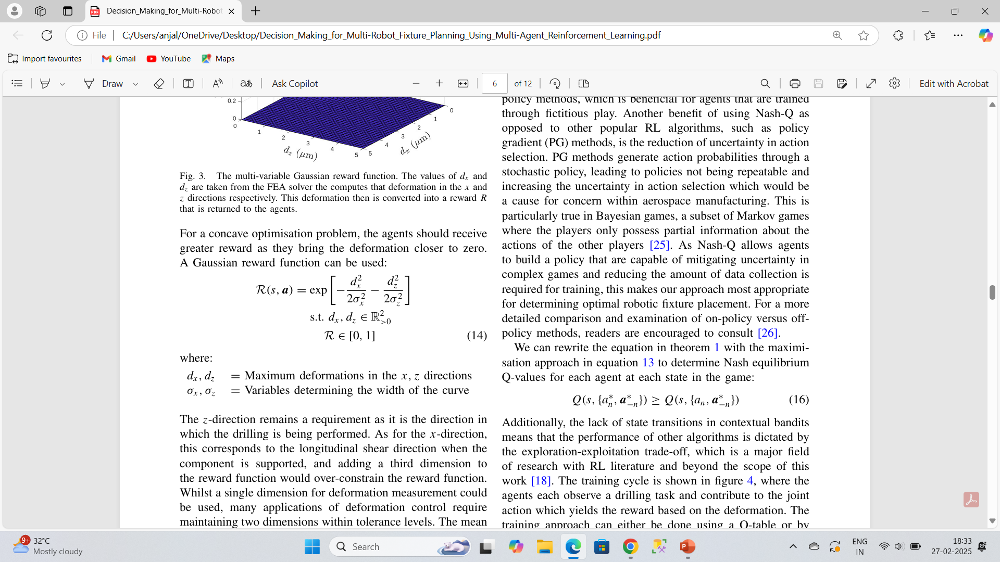 Decision_Making_for_Multi-Robot
File
C:/Users/anjal/OneDrive/Desktop/Decision_Making_for_Multi-Robot_Fixture_Planning_Using_Multi-Agent_Reinforcement_Learning.pdf
Import favourites
Gmail
YouTube
Maps
Draw
Ask Copilot
6
of 12
Edit with Acrobat
0.2
0
0
1
2
3
4
5
d_z (μm)
5
4
3
2
1
0
d_x (μm)
Fig. 3. The multi-variable Gaussian reward function. The values of d_x and
d_z are taken from the FEA solver the computes that deformation in the x and
z directions respectively. This deformation then is converted into a reward R
that is returned to the agents.
For a concave optimisation problem, the agents should receive
greater reward as they bring the deformation closer to zero.
A Gaussian reward function can be used:
R(s, a) = exp[−d_x^2/2σ_x^2 − d_z^2/2σ_z^2]
s.t. d_x, d_z ∈ ℝ^2_{>0}
R ∈ [0, 1] (14)
where:
d_x, d_z = Maximum deformations in the x, z directions
σ_x, σ_z = Variables determining the width of the curve
The z-direction remains a requirement as it is the direction in
which the drilling is being performed. As for the x-direction,
this corresponds to the longitudinal shear direction when the
component is supported, and adding a third dimension to
the reward function would over-constrain the reward function.
Whilst a single dimension for deformation measurement could
be used, many applications of deformation control require
maintaining two dimensions within tolerance levels. The mean
policy methods, which is beneficial for agents that are trained
through fictitious play. Another benefit of using Nash-Q as
opposed to other popular RL algorithms, such as policy
gradient (PG) methods, is the reduction of uncertainty in action
selection. PG methods generate action probabilities through a
stochastic policy, leading to policies not being repeatable and
increasing the uncertainty in action selection which would be
a cause for concern within aerospace manufacturing. This is
particularly true in Bayesian games, a subset of Markov games
where the players only possess partial information about the
actions of the other players [25]. As Nash-Q allows agents
to build a policy that are capable of mitigating uncertainty in
complex games and reducing the amount of data collection is
required for training, this makes our approach most appropriate
for determining optimal robotic fixture placement. For a more
detailed comparison and examination of on-policy versus off-
policy methods, readers are encouraged to consult [26].
We can rewrite the equation in theorem 1 with the maximi-
sation approach in equation 13 to determine Nash equilibrium
Q-values for each agent at each state in the game:
Q(s, {a_n^*, a_{−n}^*}) ≥ Q(s, {a_n, a_{−n}^*}) (16)
Additionally, the lack of state transitions in contextual bandits
means that the performance of other algorithms is dictated by
the exploration-exploitation trade-off, which is a major field
of research with RL literature and beyond the scope of this
work [18]. The training cycle is shown in figure 4, where the
agents each observe a drilling task and contribute to the joint
action which yields the reward based on the deformation. The
training approach can either be done using a Q-table or by
9+
32°C
Mostly cloudy
Search
ENG
IN
18:33
27-02-2025